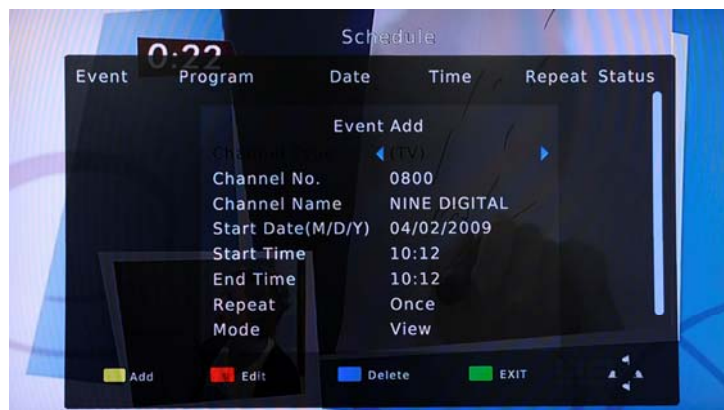 Schedule
0:22
Event Program Date Time Repeat Status
Event Add
Channel Type (TV)
Channel No. 0800
Channel Name NINE DIGITAL
Start Date(M/D/Y) 04/02/2009
Start Time 10:12
End Time 10:12
Repeat Once
Mode View
Add Edit Delete EXIT